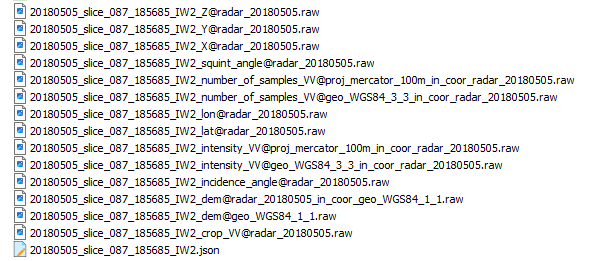 20180505_slice_087_185685_IW2_Z@radar_20180505.raw
20180505_slice_087_185685_IW2_Y@radar_20180505.raw
20180505_slice_087_185685_IW2_X@radar_20180505.raw
20180505_slice_087_185685_IW2_squint_angle@radar_20180505.raw
20180505_slice_087_185685_IW2_number_of_samples_VV@proj_mercator_100m_in_coor_radar_20180505.raw
20180505_slice_087_185685_IW2_number_of_samples_VV@geo_WGS84_3_3_in_coor_radar_20180505.raw
20180505_slice_087_185685_IW2_lon@radar_20180505.raw
20180505_slice_087_185685_IW2_lat@radar_20180505.raw
20180505_slice_087_185685_IW2_intensity_VV@proj_mercator_100m_in_coor_radar_20180505.raw
20180505_slice_087_185685_IW2_intensity_VV@geo_WGS84_3_3_in_coor_radar_20180505.raw
20180505_slice_087_185685_IW2_incidence_angle@radar_20180505.raw
20180505_slice_087_185685_IW2_dem@radar_20180505_in_coor_geo_WGS84_1_1.raw
20180505_slice_087_185685_IW2_dem@geo_WGS84_1_1.raw
20180505_slice_087_185685_IW2_crop_VV@radar_20180505.raw
20180505_slice_087_185685_IW2.json